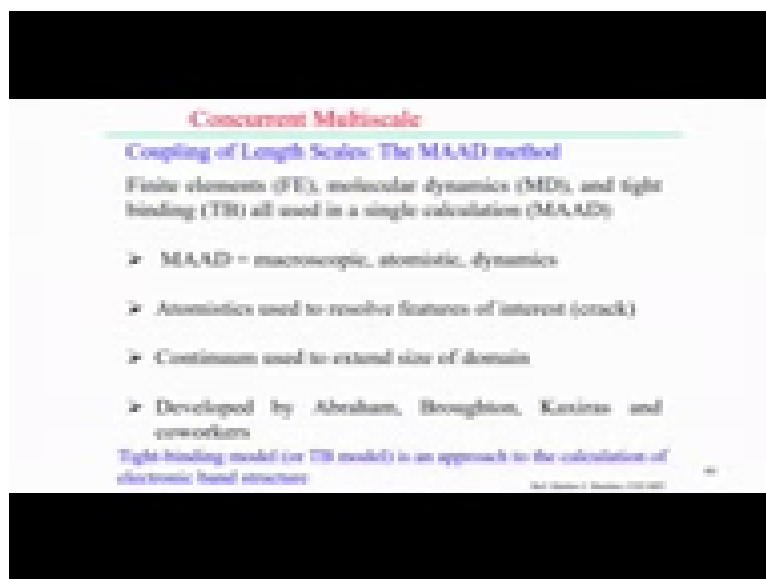 Concurrent Multiscale
Coupling of Length Scales: The MAAD method
Finite elements (FE), molecular dynamics (MD), and tight
binding (TB) all used in a single calculation (MAAD)
➢ MAAD = macroscopic, atomistic, dynamics
➢ Atomistics used to resolve features of interest (crack)
➢ Continuum used to extend size of domain
➢ Developed by Abraham, Broughton, Kaxiras and
coworkers
Tight-binding model (or TB model) is an approach to the calculation of
electronic band structure